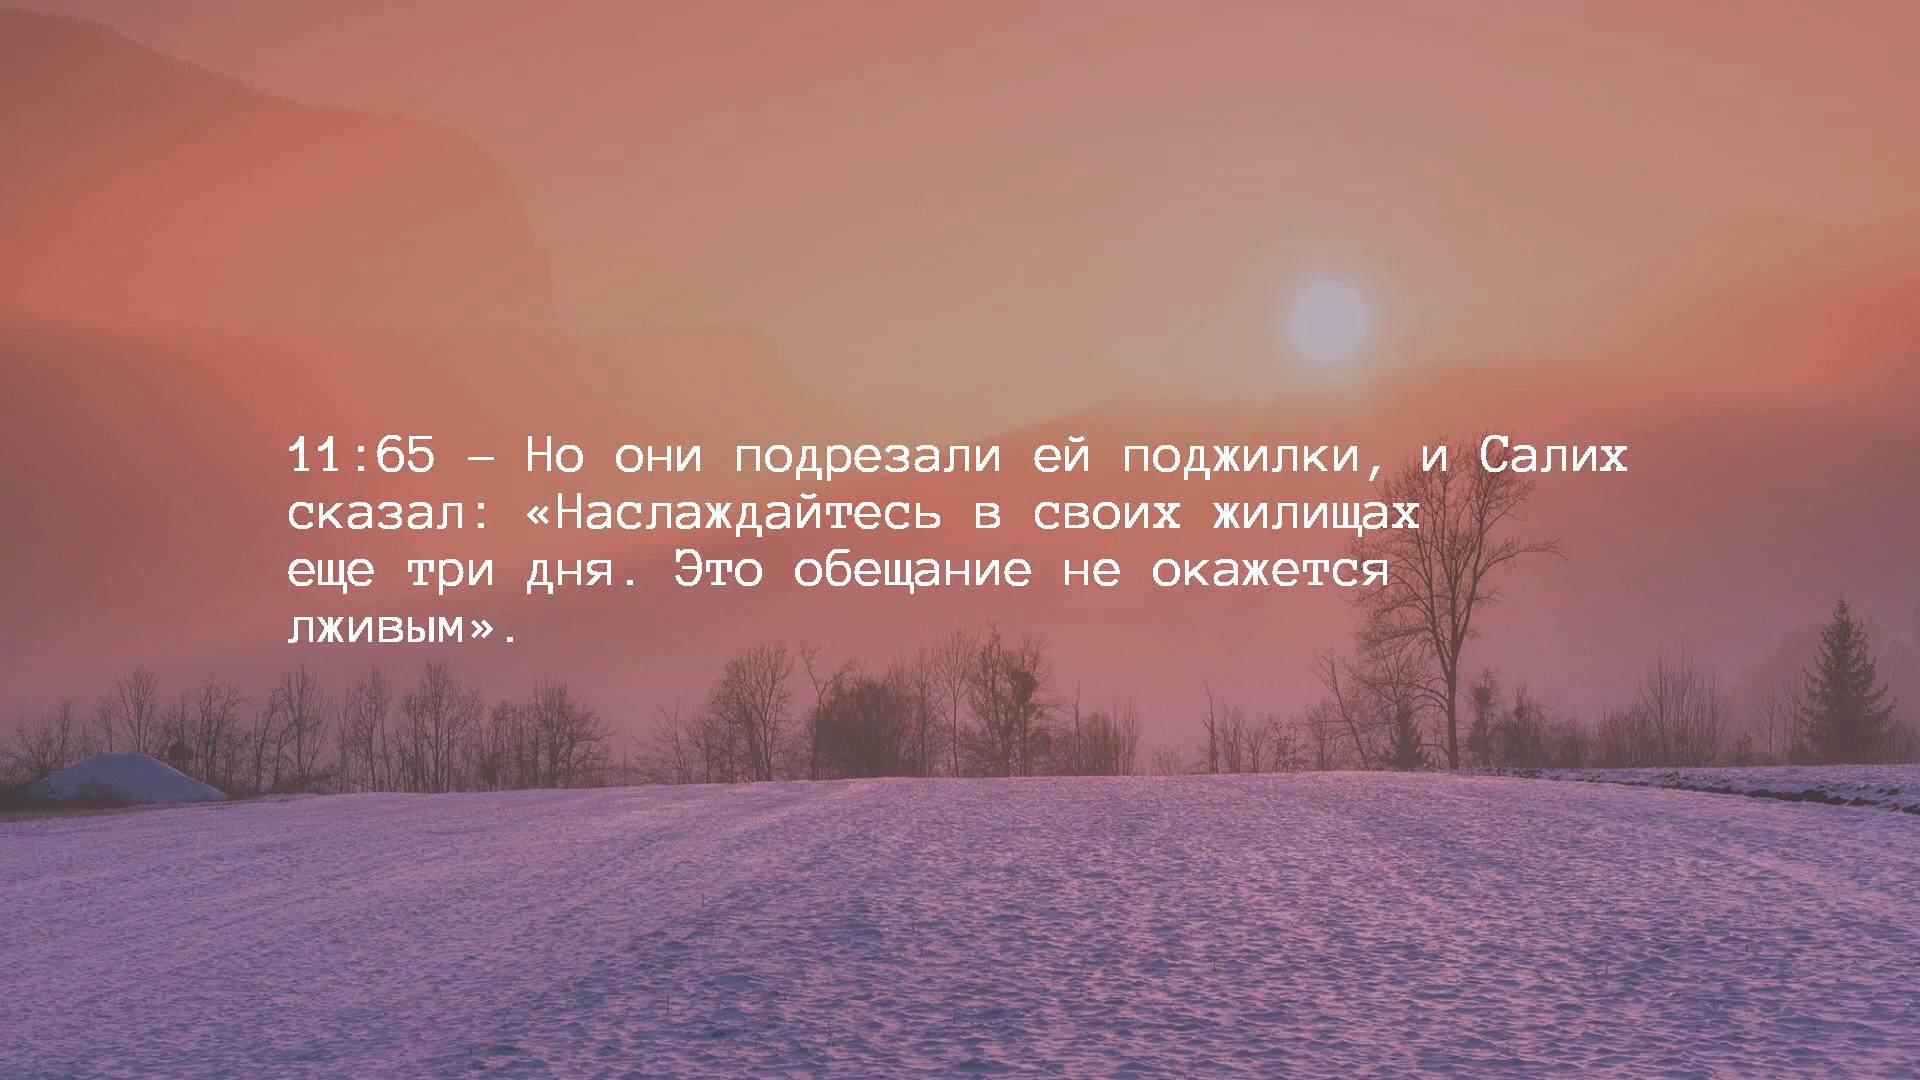 11:65 — Но они подрезали ей поджилки, и Салих
сказал: «Наслаждайтесь в своих жилищах
еще три дня. Это обещание не окажется
лживым».